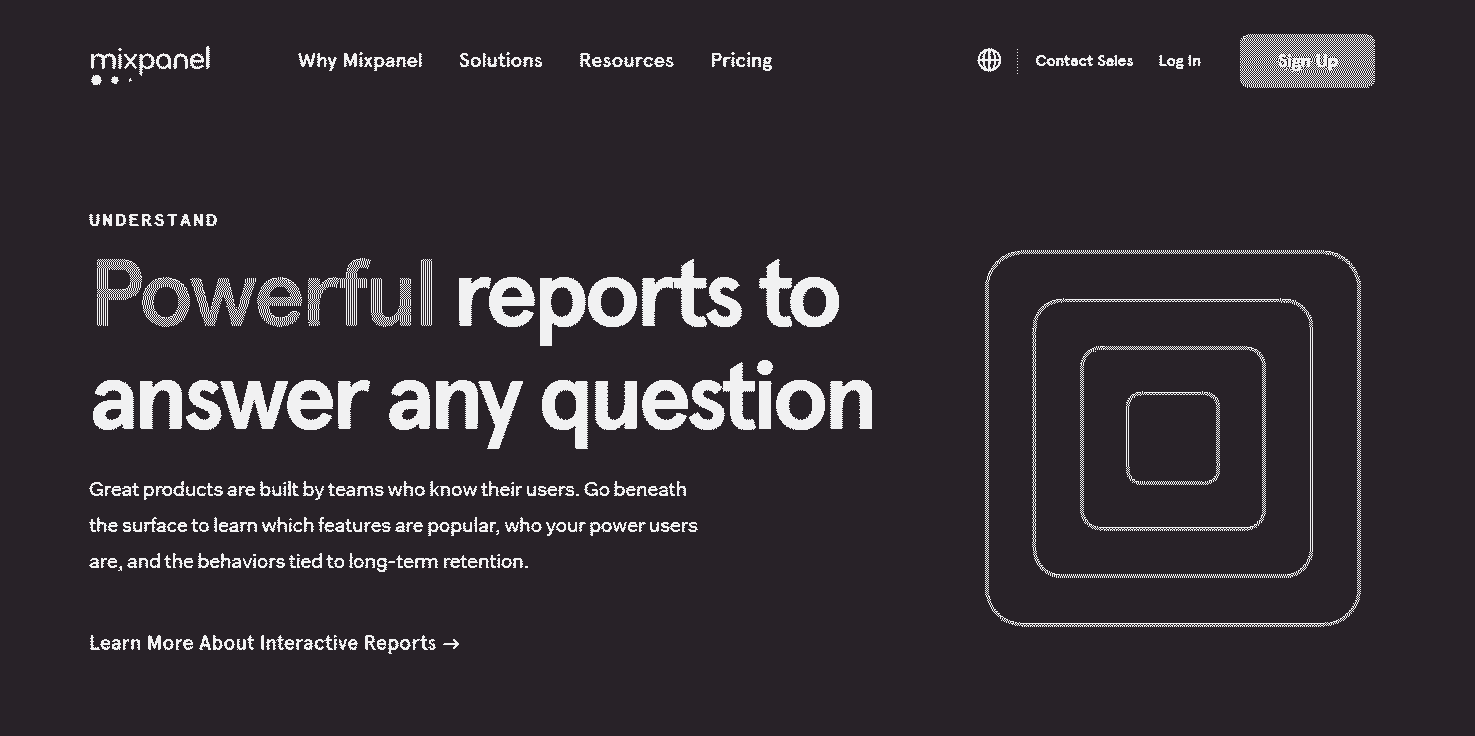 mixpanel
Why Mixpanel Solutions Resources Pricing Contact Sales Log In Sign Up
UNDERSTAND
Powerful reports to
answer any question
Great products are built by teams who know their users. Go beneath
the surface to learn which features are popular, who your power users
are, and the behaviors tied to long-term retention.
Learn More About Interactive Reports →